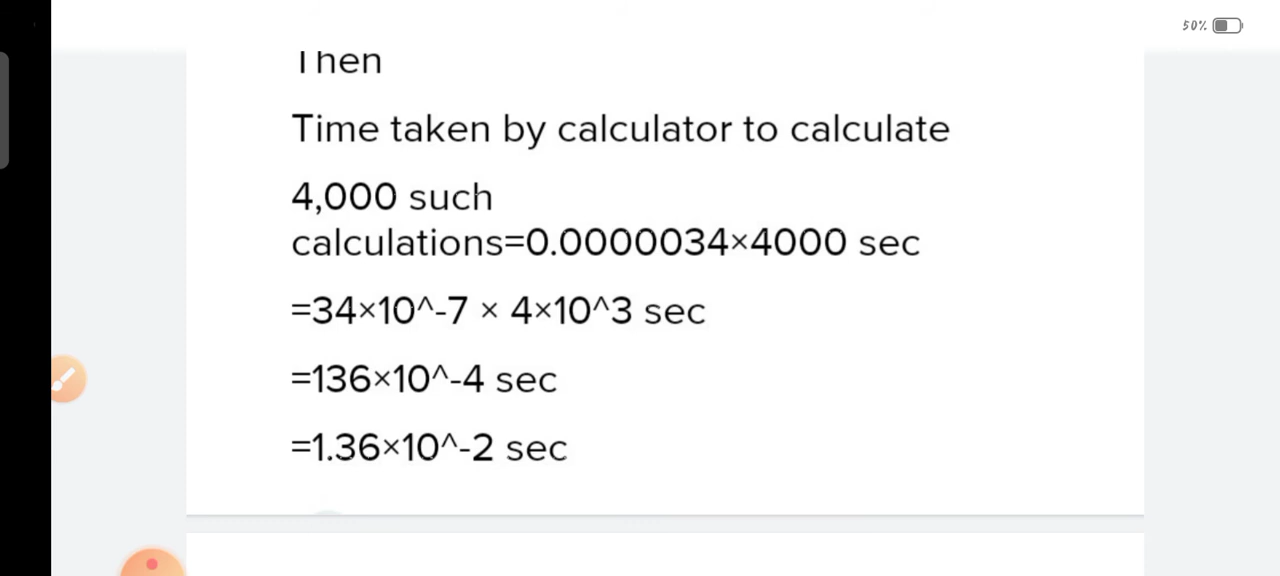 50%
Then
Time taken by calculator to calculate
4,000 such
calculations=0.0000034×4000 sec
=34×10^-7 × 4×10^3 sec
=136×10^-4 sec
=1.36×10^-2 sec